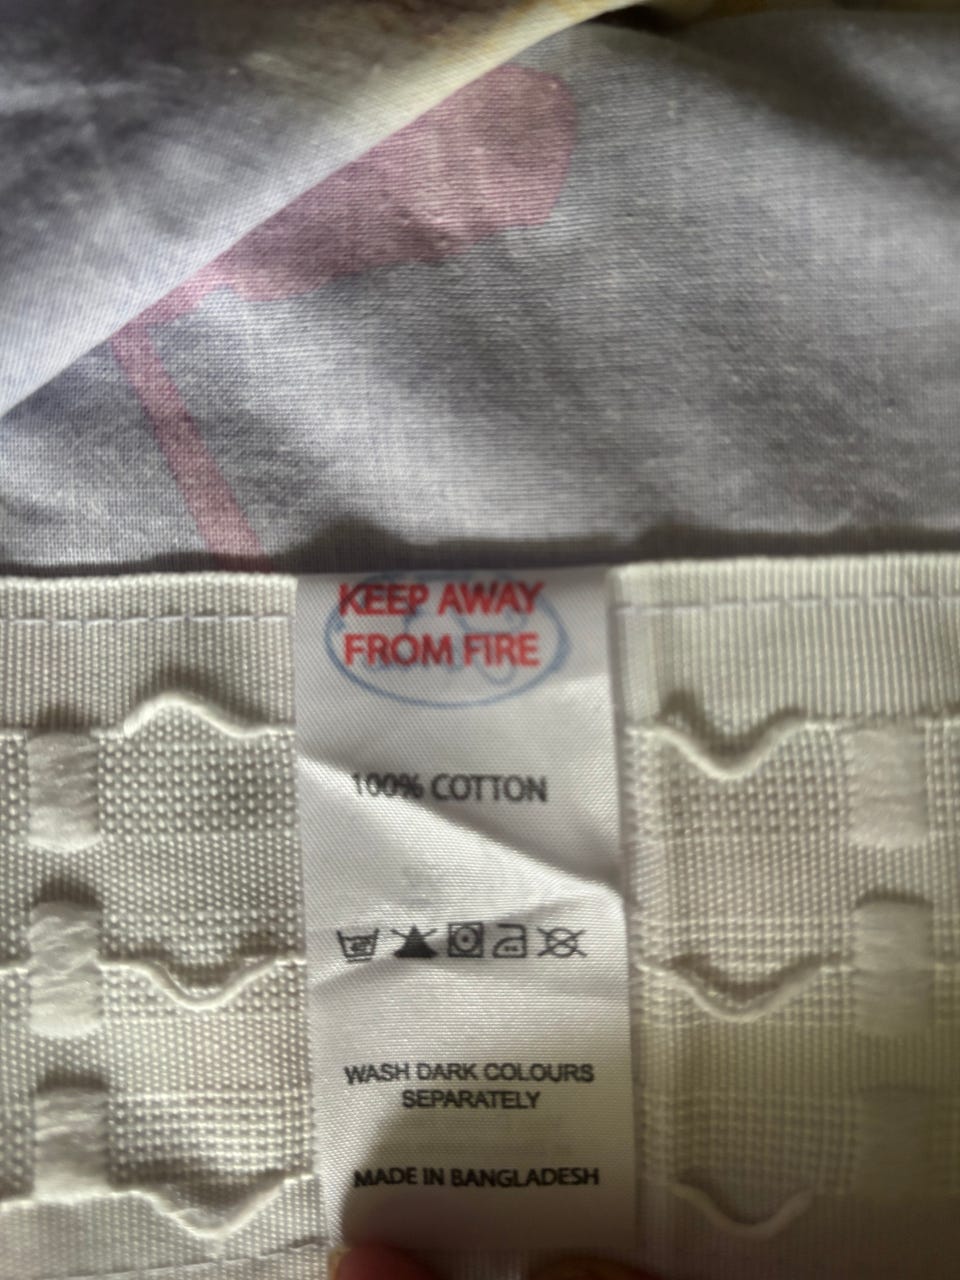 KEEP AWAY
FROM FIRE
100% COTTON
WASH DARK COLOURS
SEPARATELY
MADE IN BANGLADESH